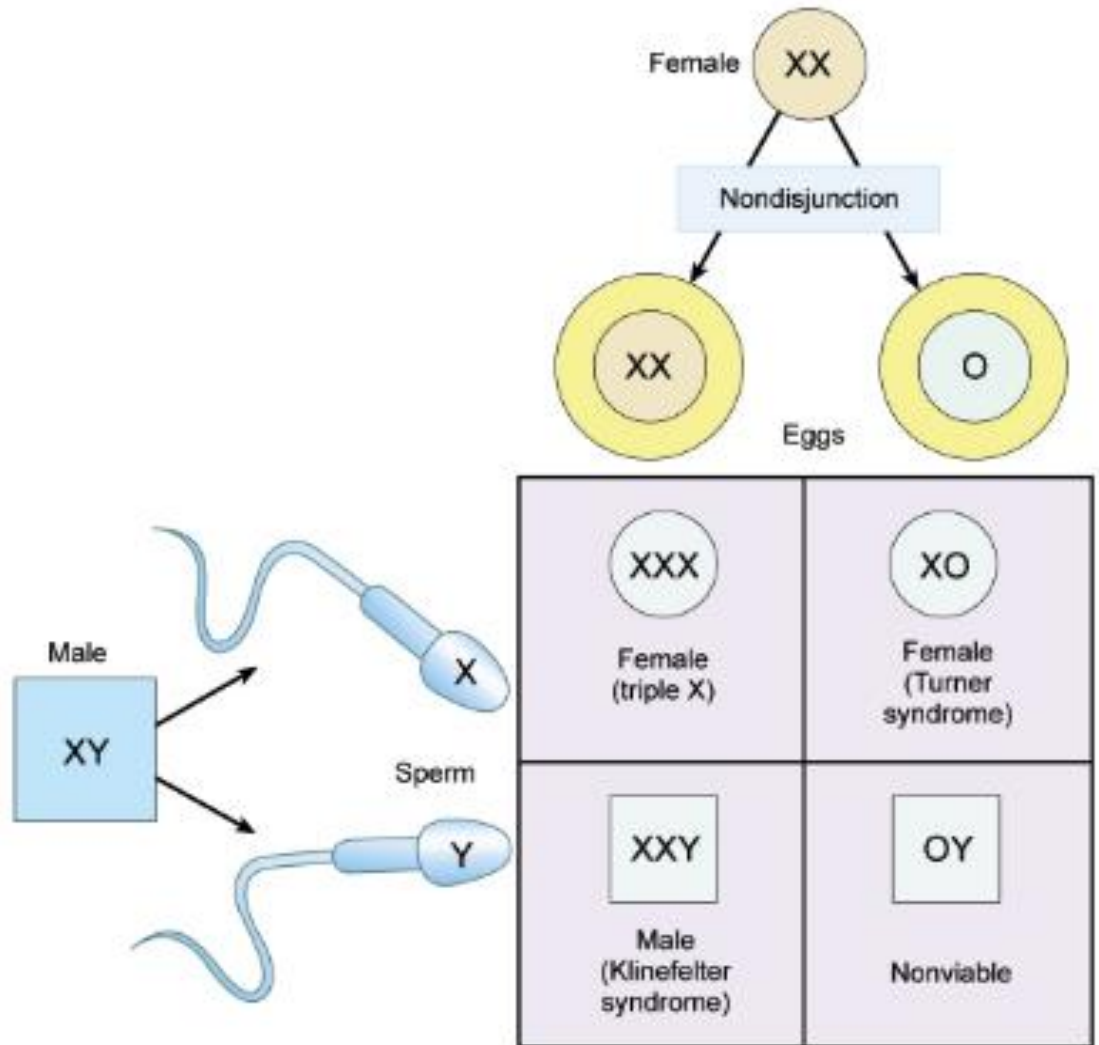 Female
XX
Nondisjunction
XX
O
Eggs
Male
XY
X
Sperm
Y
XXX
Female
(triple X)
XO
Female
(Turner
syndrome)
XXY
Male
(Klinefelter
syndrome)
OY
Nonviable